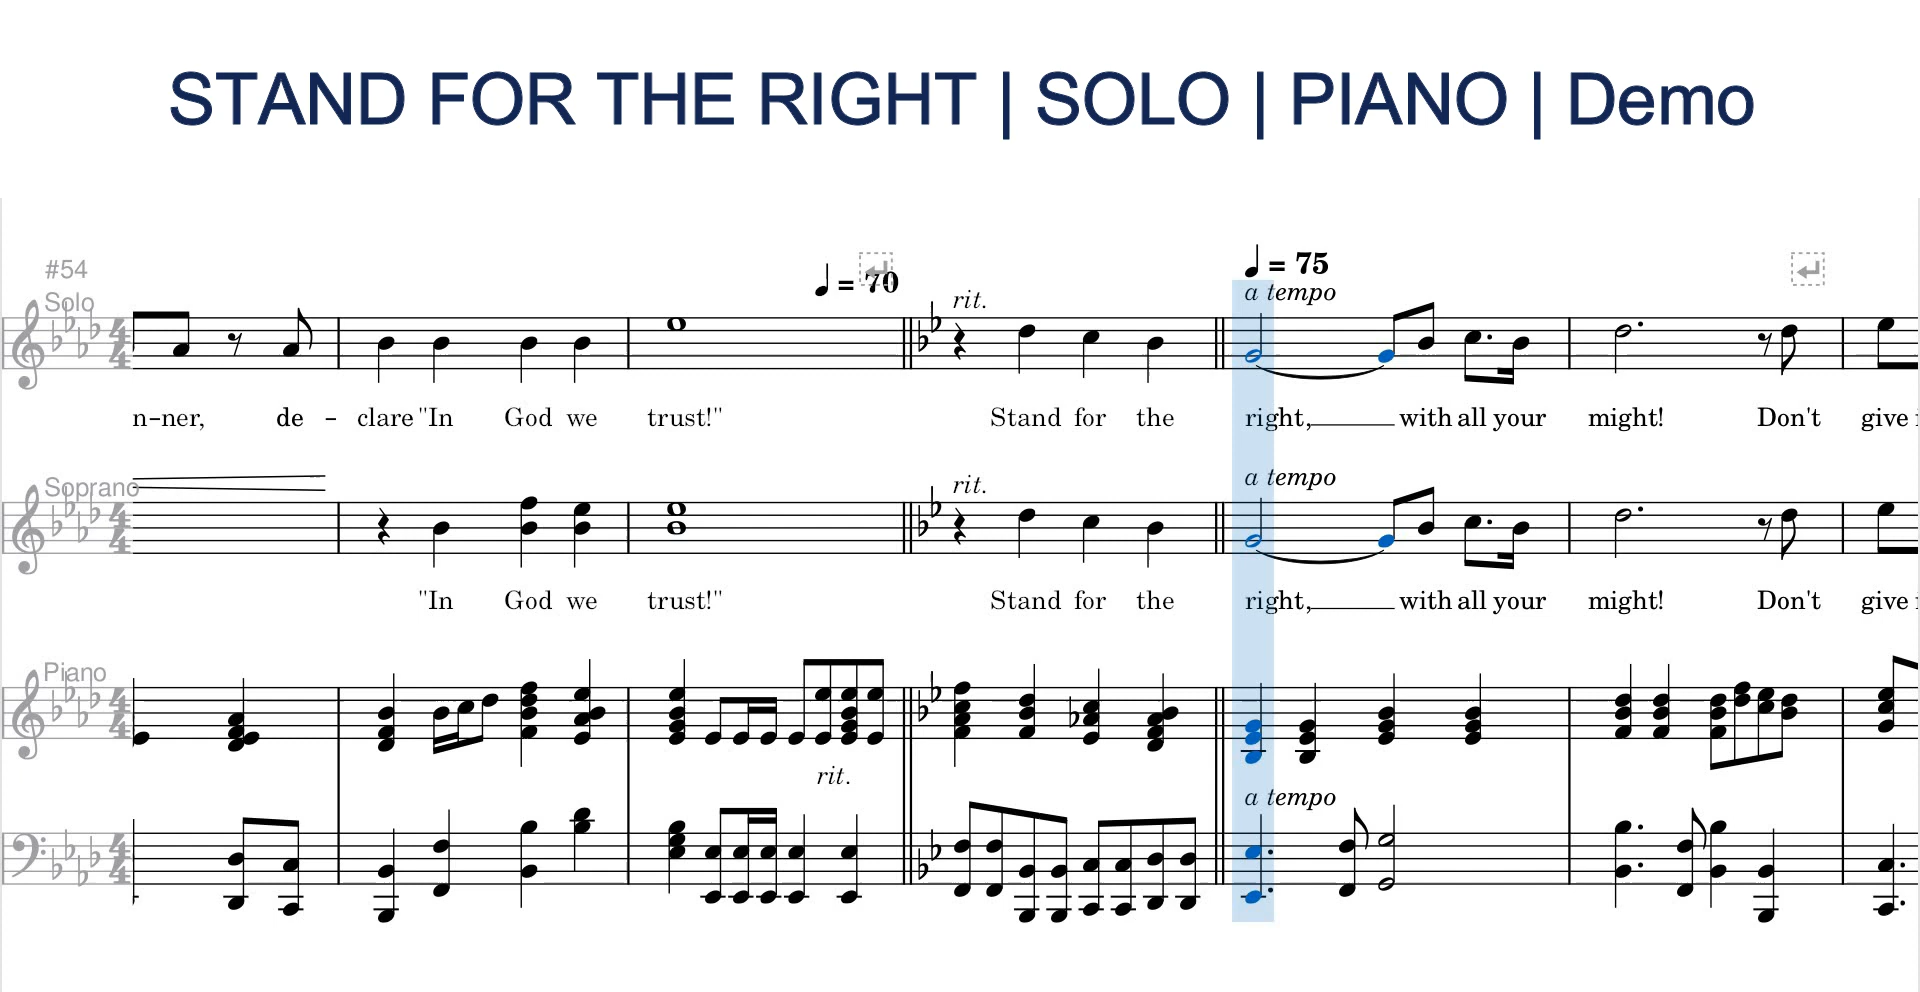 STAND FOR THE RIGHT | SOLO | PIANO | Demo
#54
= 75
= 70
Solo
rit.
a tempo
n-ner, de - clare "In God we trust!" Stand for the right, with all your might! Don't give
Soprano
rit.
a tempo
"In God we trust!" Stand for the right, with all your might! Don't give
Piano
rit.
a tempo